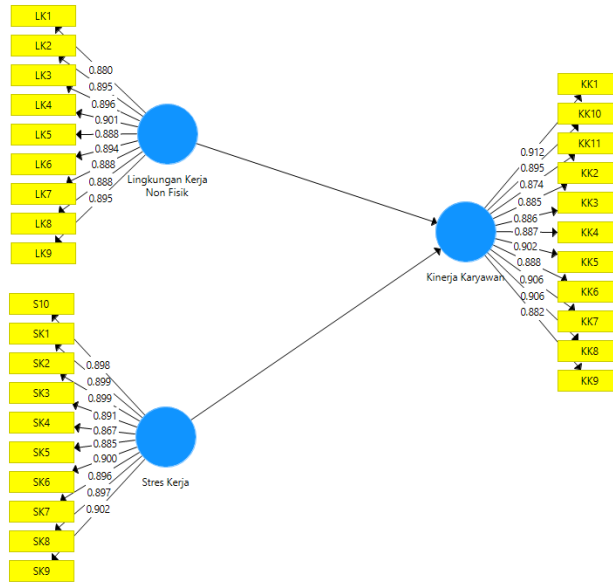 LK1
LK2
LK3
LK4
LK5
LK6
LK7
LK8
LK9
0.880
0.895
0.896
0.901
0.888
0.894
0.888
0.888
0.895
Lingkungan Kerja
Non Fisik
S10
SK1
SK2
SK3
SK4
SK5
SK6
SK7
SK8
SK9
0.898
0.899
0.899
0.891
0.867
0.885
0.900
0.896
0.897
0.902
Stres Kerja
Kinerja Karyawan
0.912
0.895
0.874
0.885
0.886
0.887
0.902
0.888
0.906
0.906
0.882
KK1
KK10
KK11
KK2
KK3
KK4
KK5
KK6
KK7
KK8
KK9